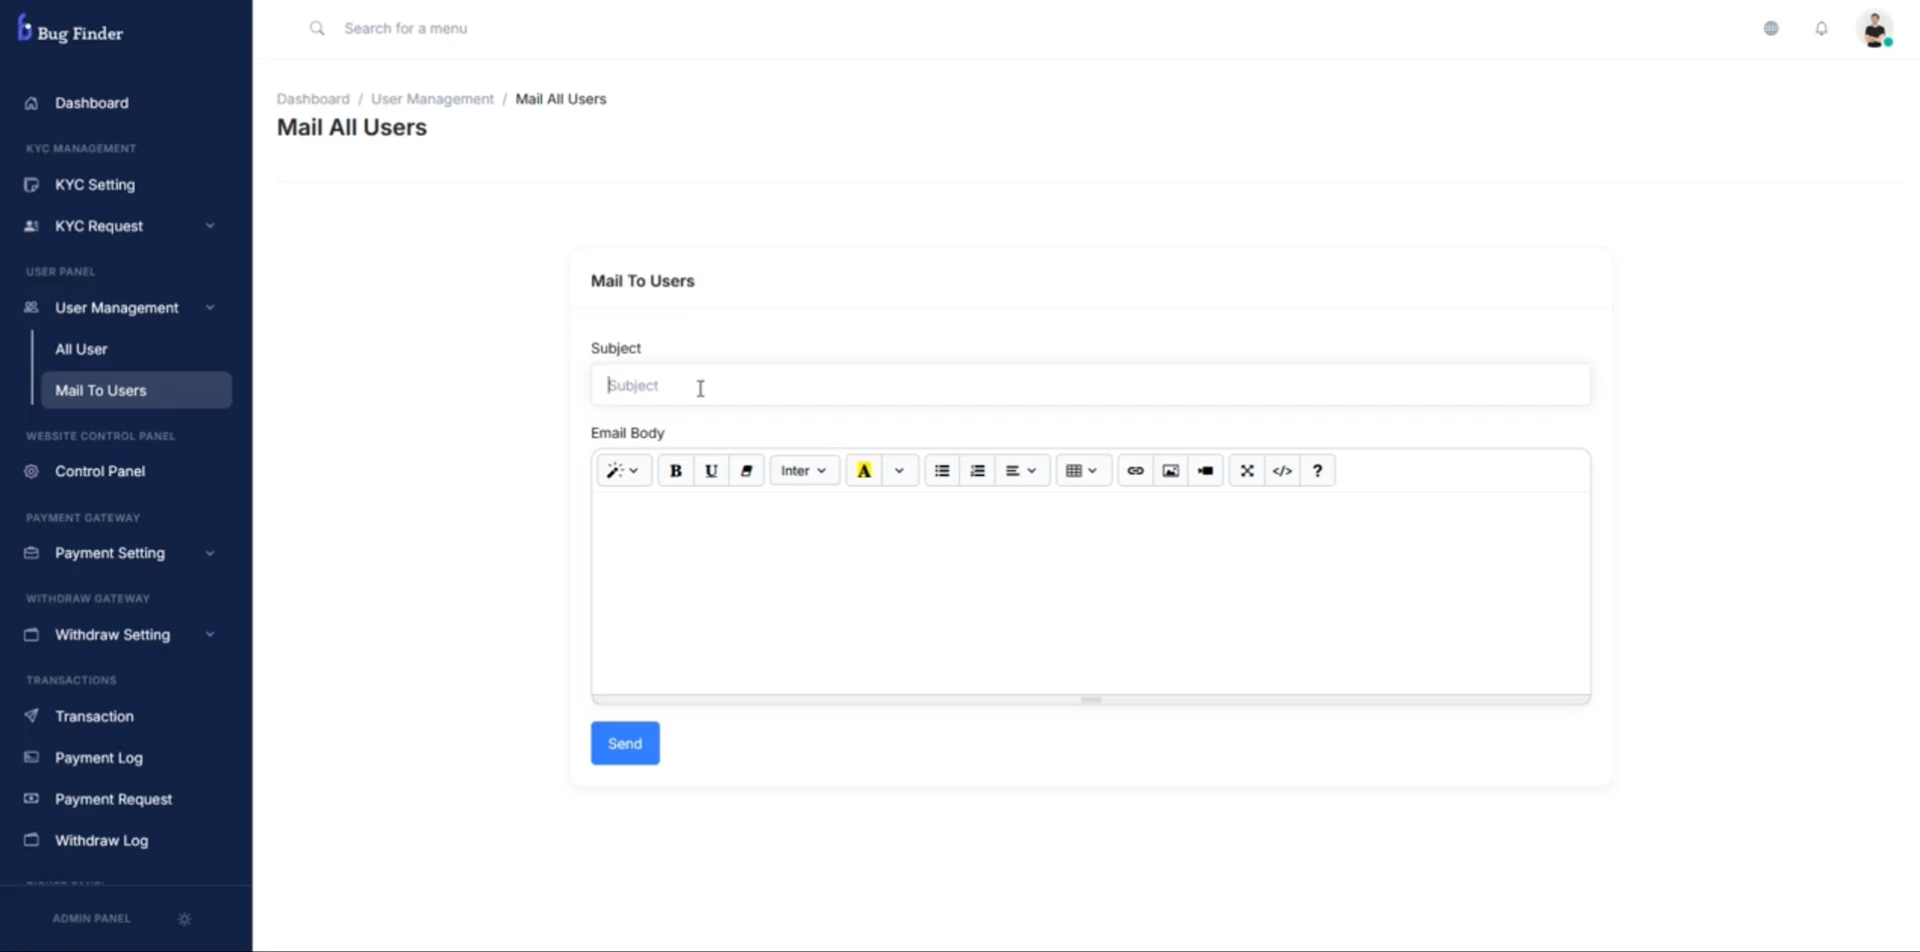 Bug Finder
Search for a menu
Dashboard
KYC MANAGEMENT
KYC Setting
KYC Request
USER PANEL
User Management
All User
Mail To Users
WEBSITE CONTROL PANEL
Control Panel
PAYMENT GATEWAY
Payment Setting
WITHDRAW GATEWAY
Withdraw Setting
TRANSACTIONS
Transaction
Payment Log
Payment Request
Withdraw Log
ADMIN PANEL
Dashboard / User Management / Mail All Users
Mail All Users
Mail To Users
Subject
Subject
Email Body
B U Inter A </> ?
Send